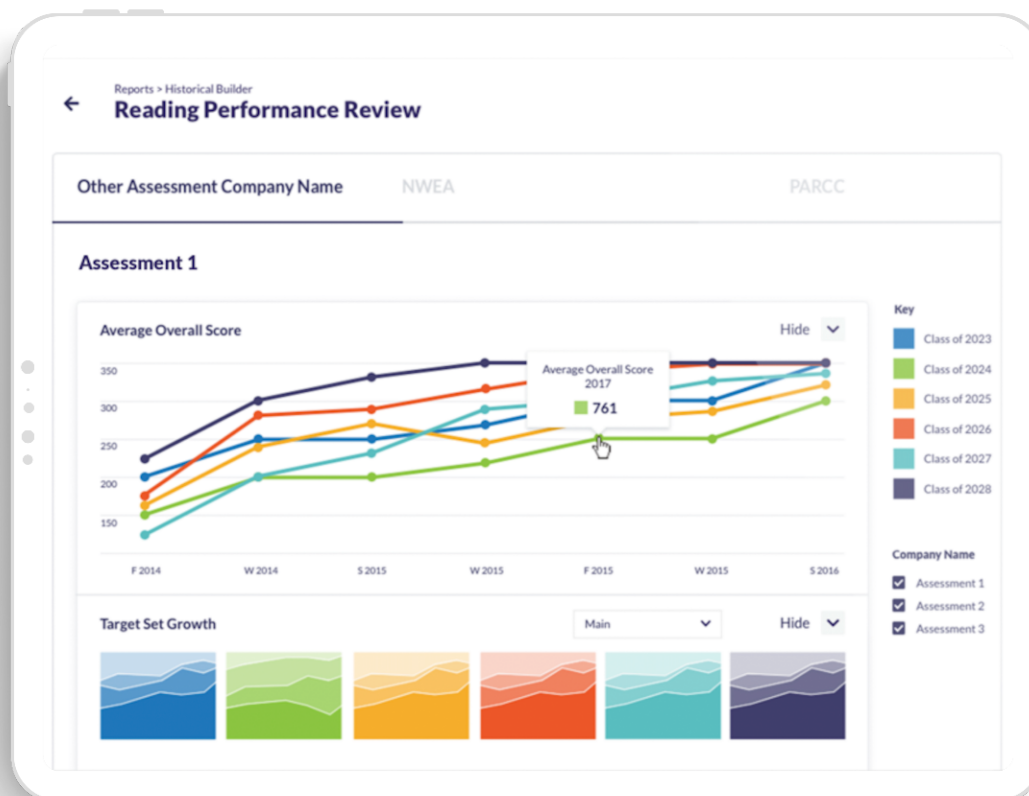 Reports > Historical Builder
Reading Performance Review
Other Assessment Company Name
NWEA
PARCC
Assessment 1
Average Overall Score
Hide
350
300
250
200
150
Average Overall Score
2017
761
F 2014
W 2014
S 2015
W 2015
F 2015
W 2015
S 2016
Key
Class of 2023
Class of 2024
Class of 2025
Class of 2026
Class of 2027
Class of 2028
Company Name
Assessment 1
Assessment 2
Assessment 3
Target Set Growth
Main
Hide